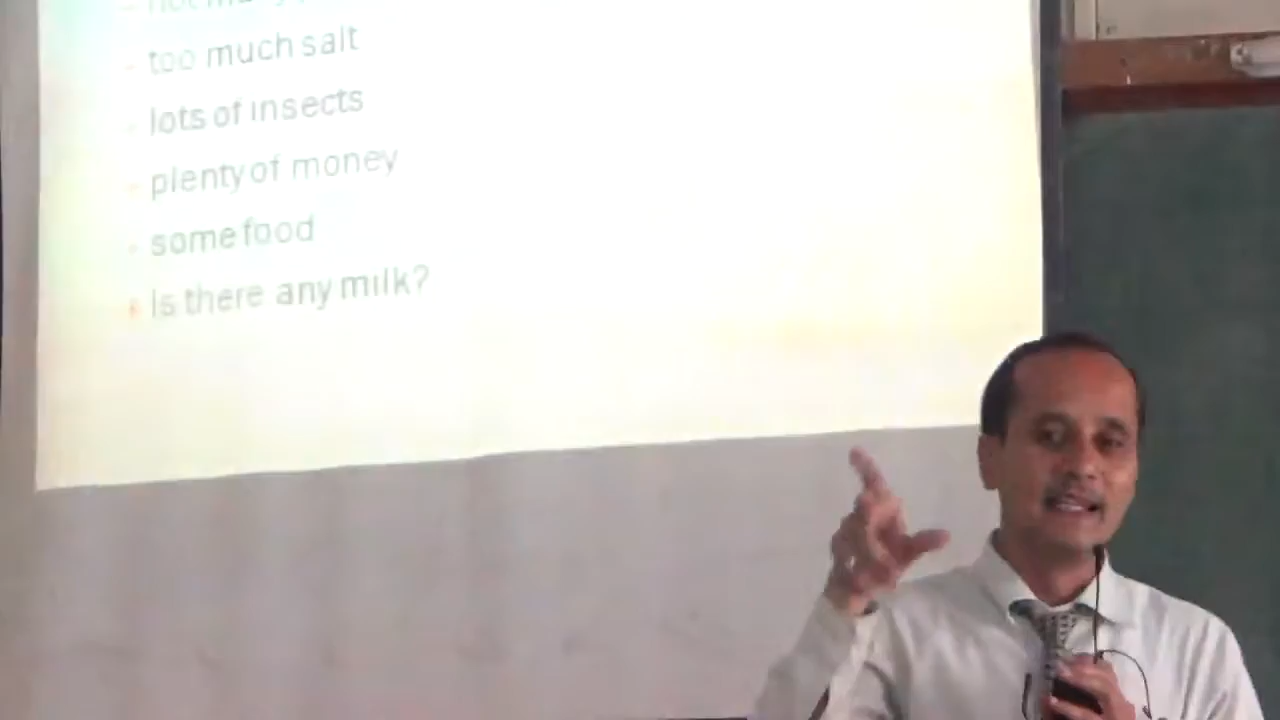 too much salt
lots of insects
plenty of money
some food
Is there any milk?